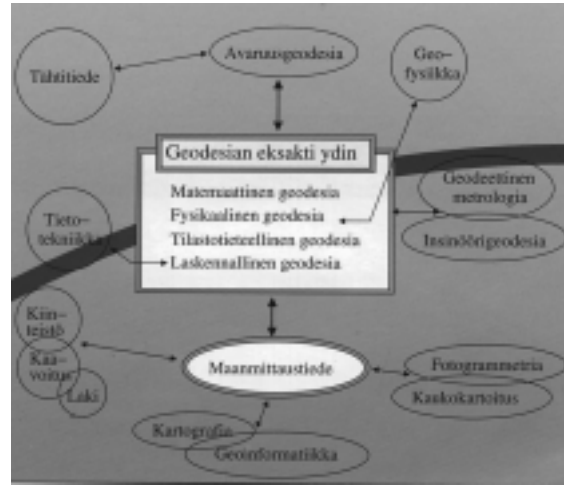 Tähtitiede
Avaruusgeodesia
Geo–
fysiikka
Geodesian eksakti ydin
Matemaattinen geodesia
Fysikaalinen geodesia
Tilastotieteellinen geodesia
Laskennallinen geodesia
Geodeettinen
metrologia
Insinöörigeodesia
Tieto–
tekniikka
Kiin–
teistö
Kaa–
voitus
Laki
Maanmittaustiede
Fotogrammetria
Kaukokartoitus
Kartografia
Geoinformatiikka